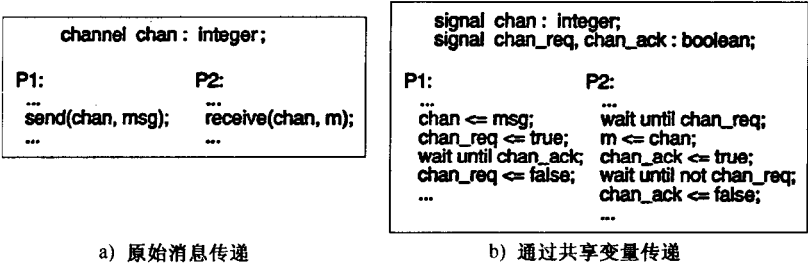 channel chan : integer;
P1:
...
send(chan, msg);
...
P2:
...
receive(chan, m);
...
a) 原始消息传递
signal chan : integer;
signal chan_req, chan_ack : boolean;
P1:
...
chan <= msg;
chan_req <= true;
wait until chan_ack;
chan_req <= false;
...
P2:
...
wait until chan_req;
m <= chan;
chan_ack <= true;
wait until not chan_req;
chan_ack <= false;
...
b) 通过共享变量传递